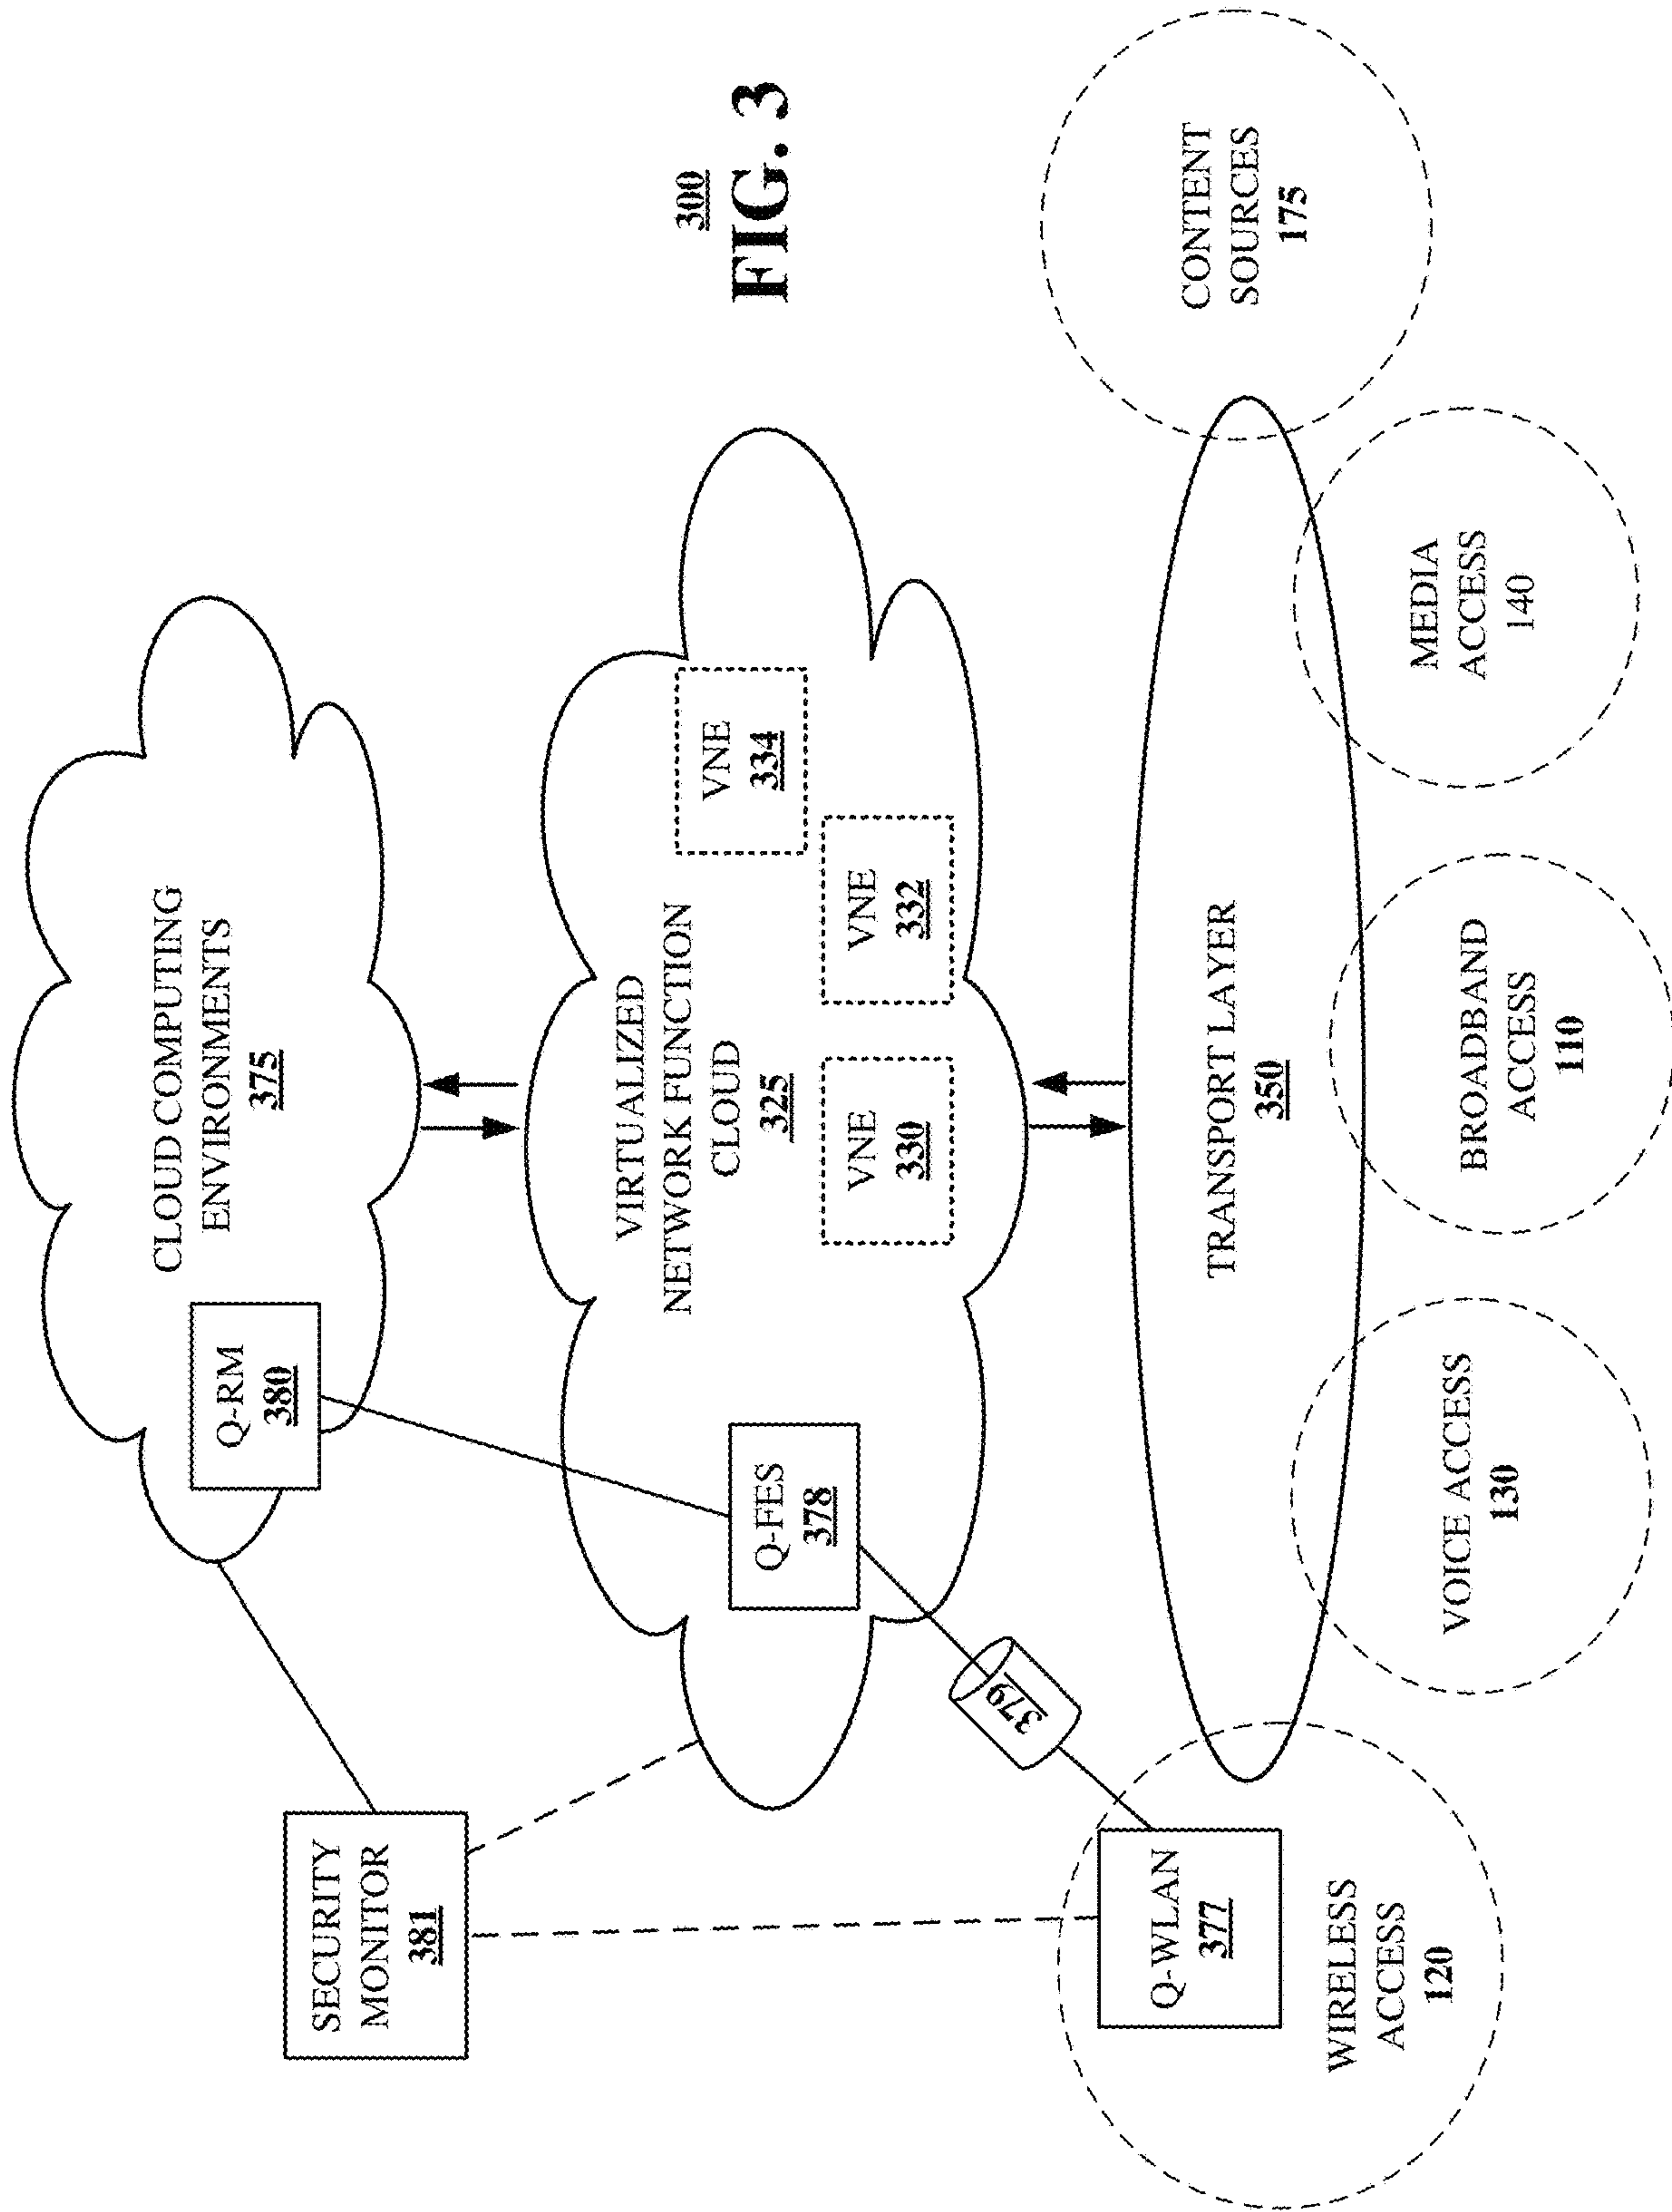 CLOUD COMPUTING
ENVIRONMENTS
375
Q-RM
380
SECURITY
MONITOR
381
VIRTUALIZED
NETWORK FUNCTION
CLOUD
325
VNE
334
VNE
332
VNE
330
Q-FES
378
379
300
FIG. 3
Q-WLAN
377
TRANSPORT LAYER
350
WIRELESS
ACCESS
120
VOICE ACCESS
130
BROADBAND
ACCESS
110
MEDIA
ACCESS
140
CONTENT
SOURCES
175